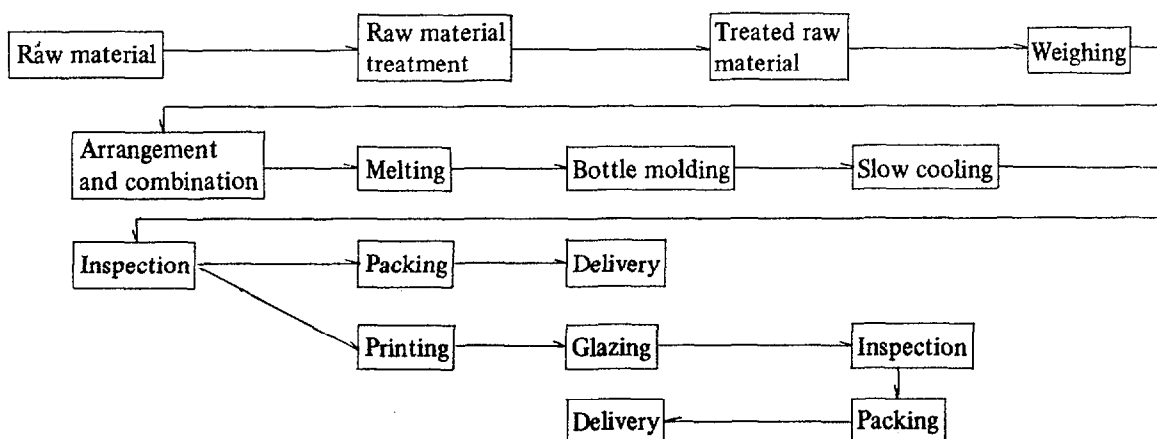 Raw material
Raw material
treatment
Treated raw
material
Weighing
Arrangement
and combination
Melting
Bottle molding
Slow cooling
Inspection
Packing
Delivery
Printing
Glazing
Inspection
Delivery
Packing